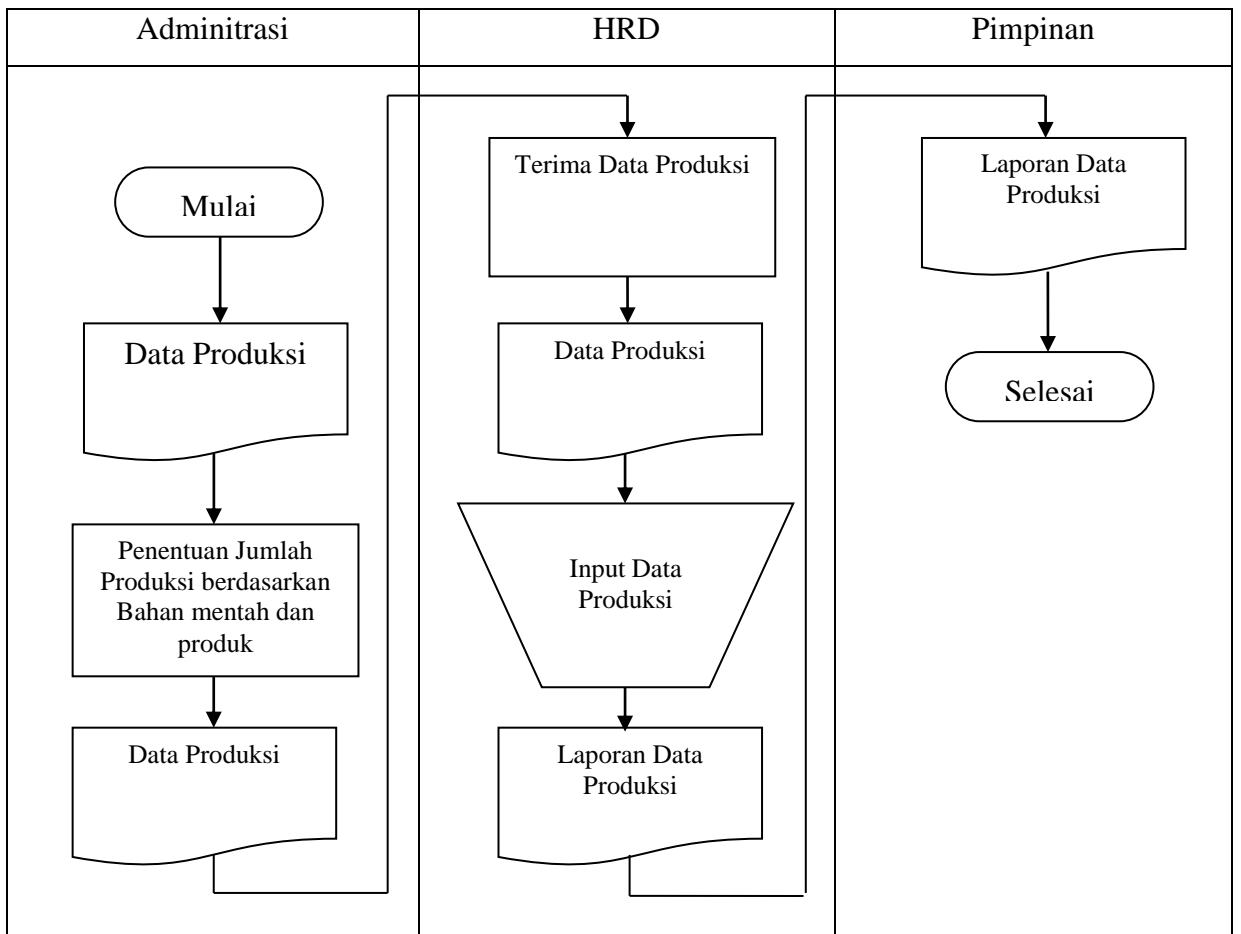 Adminitrasi
HRD
Pimpinan
Mulai
Data Produksi
Penentuan Jumlah
Produksi berdasarkan
Bahan mentah dan
produk
Data Produksi
Terima Data Produksi
Data Produksi
Input Data
Produksi
Laporan Data
Produksi
Laporan Data
Produksi
Selesai